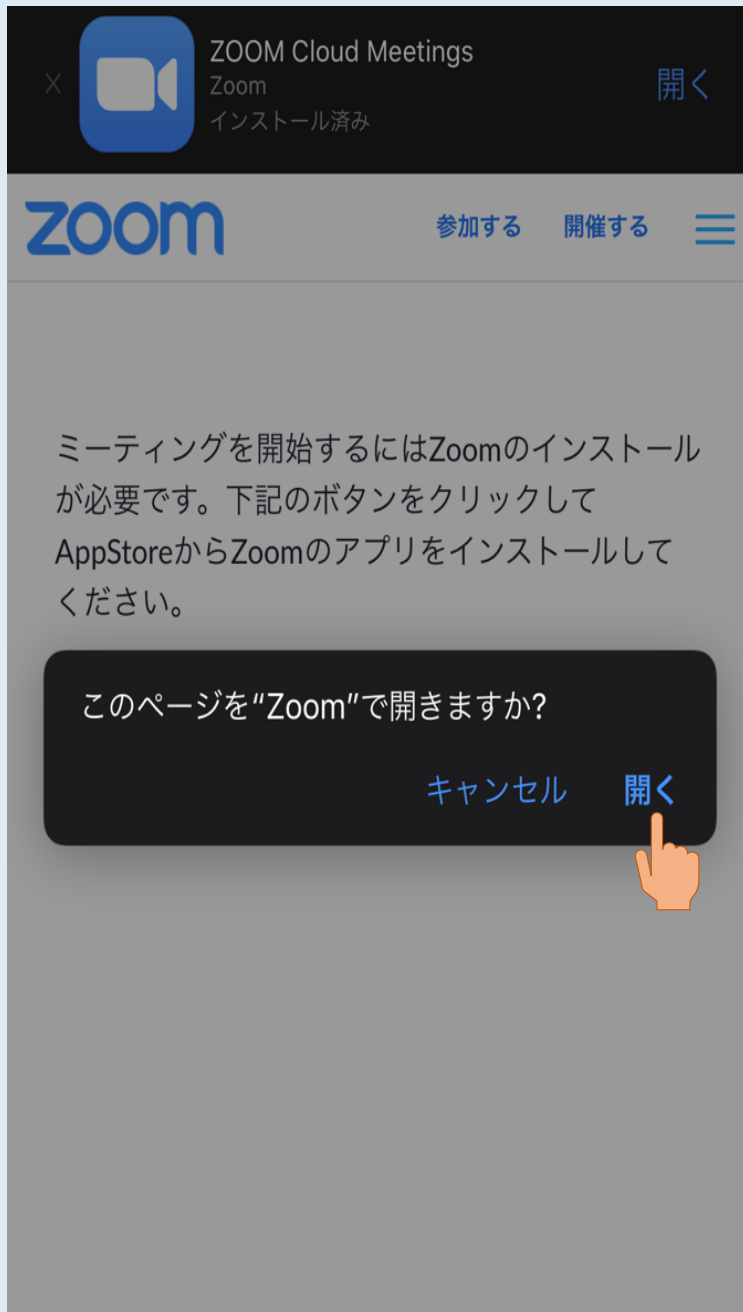 ZOOM Cloud Meetings
Zoom
インストール済み
開く
zoom
参加する 開催する
ミーティングを開始するにはZoomのインストール
が必要です。下記のボタンをクリックして
AppStoreからZoomのアプリをインストールして
ください。
このページを“Zoom”で開きますか?
キャンセル 開く